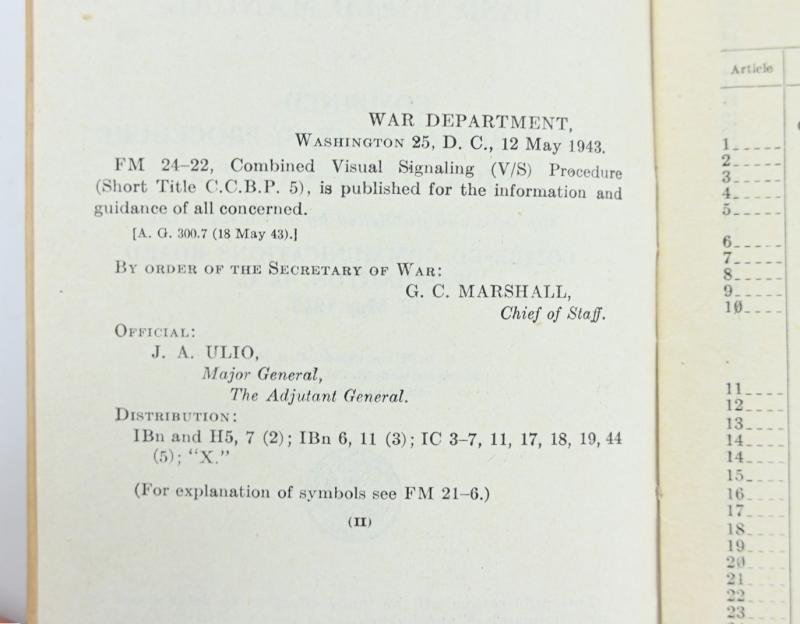 WAR DEPARTMENT,
WASHINGTON 25, D. C., 12 May 1943.
FM 24–22, Combined Visual Signaling (V/S) Procedure
(Short Title C.C.B.P. 5), is published for the information and
guidance of all concerned.
[A. G. 300.7 (18 May 43).]
BY ORDER OF THE SECRETARY OF WAR:
G. C. MARSHALL,
Chief of Staff.
OFFICIAL:
J. A. ULIO,
Major General,
The Adjutant General.
DISTRIBUTION:
IBn and H5, 7 (2); IBn 6, 11 (3); IC 3–7, 11, 17, 18, 19, 44
(5); “X.”
(For explanation of symbols see FM 21–6.)
(II)
Article
1
2
3
4
5
6
7
8
9
10
11
12
13
14
14
15
16
17
18
19
20
21
22
23